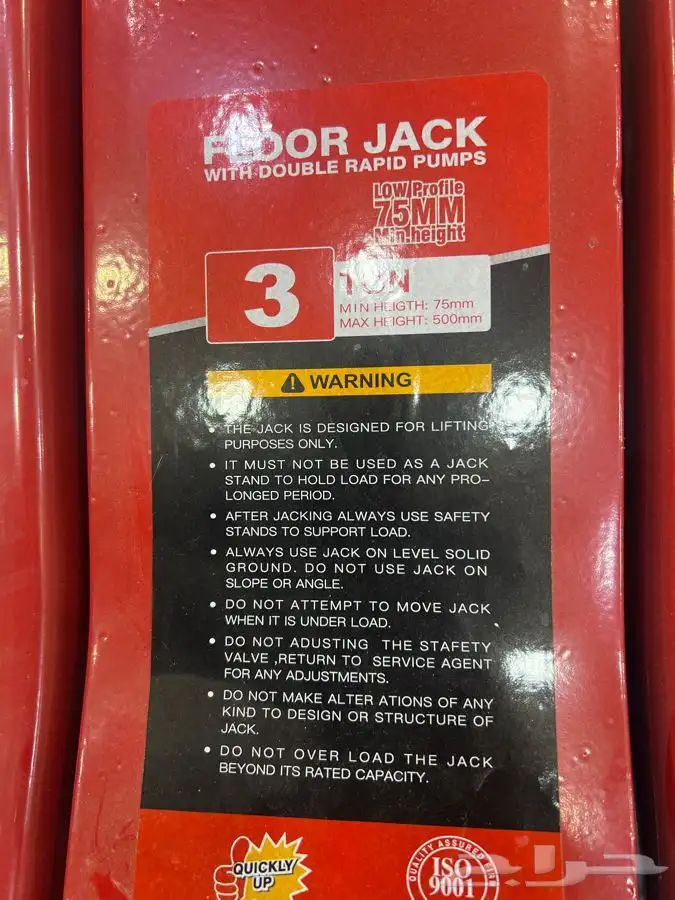 FLOOR JACK
WITH DOUBLE RAPID PUMPS
LOW Profile
75MM
Min.height
3
TON
MIN HEIGTH: 75mm
MAX HEIGHT: 500mm
WARNING
• THE JACK IS DESIGNED FOR LIFTING
PURPOSES ONLY.
• IT MUST NOT BE USED AS A JACK
STAND TO HOLD LOAD FOR ANY PRO-
LONGED PERIOD.
• AFTER JACKING ALWAYS USE SAFETY
STANDS TO SUPPORT LOAD.
• ALWAYS USE JACK ON LEVEL SOLID
GROUND. DO NOT USE JACK ON
SLOPE OR ANGLE.
• DO NOT ATTEMPT TO MOVE JACK
WHEN IT IS UNDER LOAD.
• DO NOT ADUSTING THE STAFETY
VALVE ,RETURN TO SERVICE AGENT
FOR ANY ADJUSTMENTS.
• DO NOT MAKE ALTER ATIONS OF ANY
KIND TO DESIGN OR STRUCTURE OF
JACK.
• DO NOT OVER LOAD THE JACK
BEYOND ITS RATED CAPACITY.
QUICKLY
UP
QUALITY ASSURED FIRM
ISO
9001
حراج